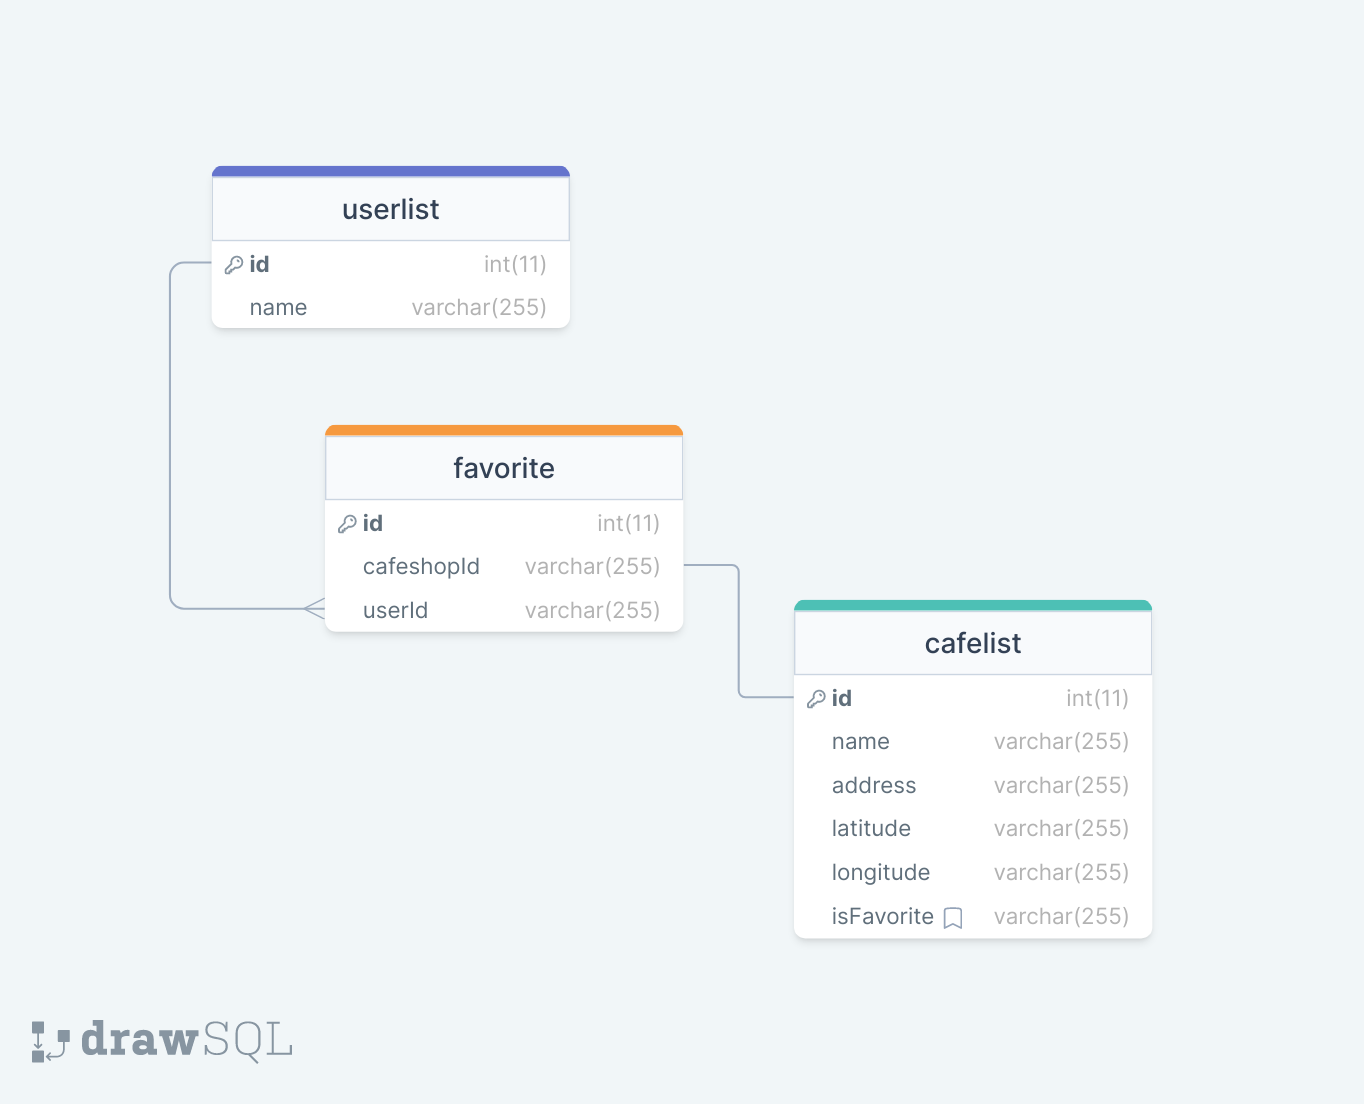 userlist
id int(11)
name varchar(255)
favorite
id int(11)
cafeshopId varchar(255)
userId varchar(255)
cafelist
id int(11)
name varchar(255)
address varchar(255)
latitude varchar(255)
longitude varchar(255)
isFavorite varchar(255)
drawSQL